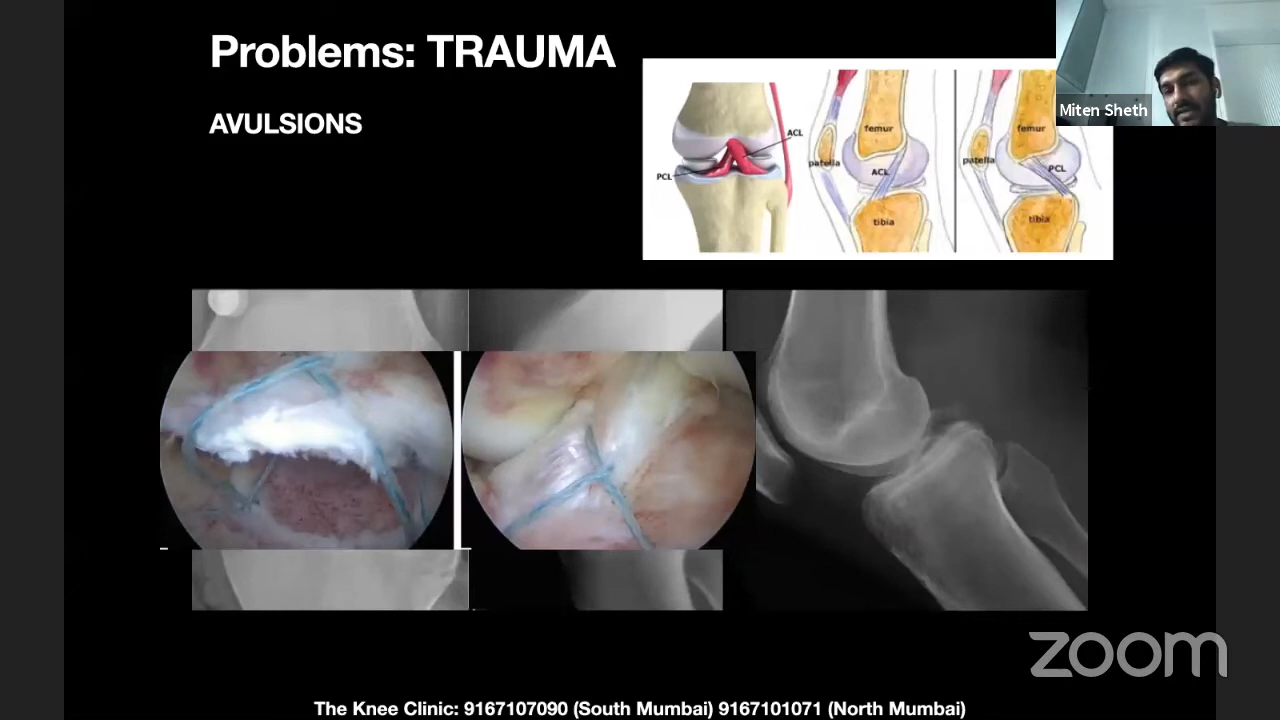 Problems: TRAUMA
AVULSIONS
Miten Sheth
ACL
PCL
femur
patella
ACL
tibia
femur
patella
PCL
tibia
zoom
The Knee Clinic: 9167107090 (South Mumbai) 9167101071 (North Mumbai)